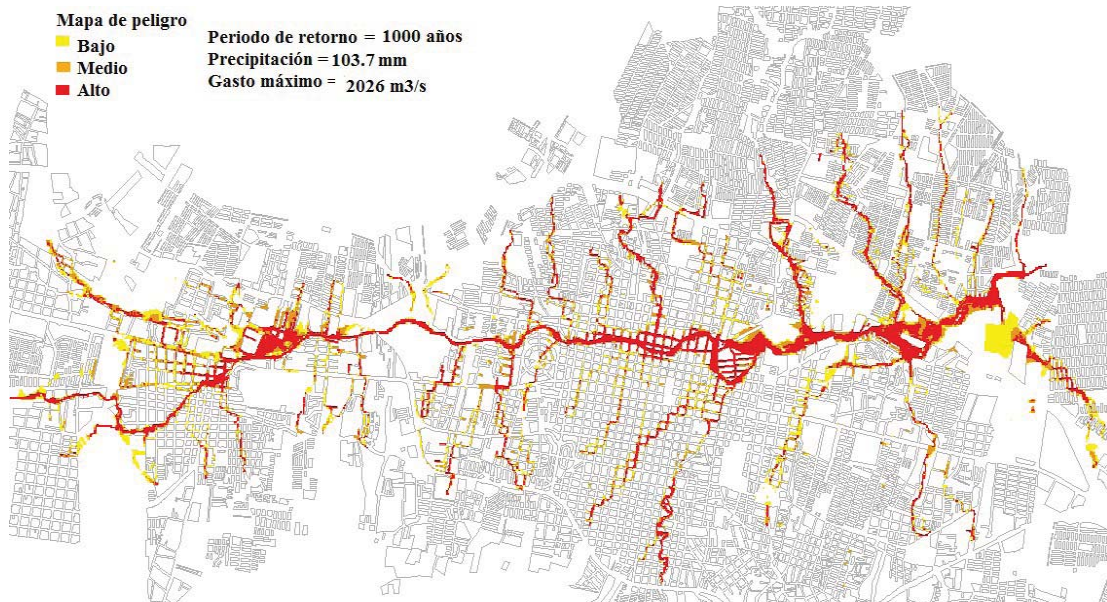 Mapa de peligro
Bajo
Medio
Alto
Periodo de retorno = 1000 años
Precipitación = 103.7 mm
Gasto máximo = 2026 m3/s